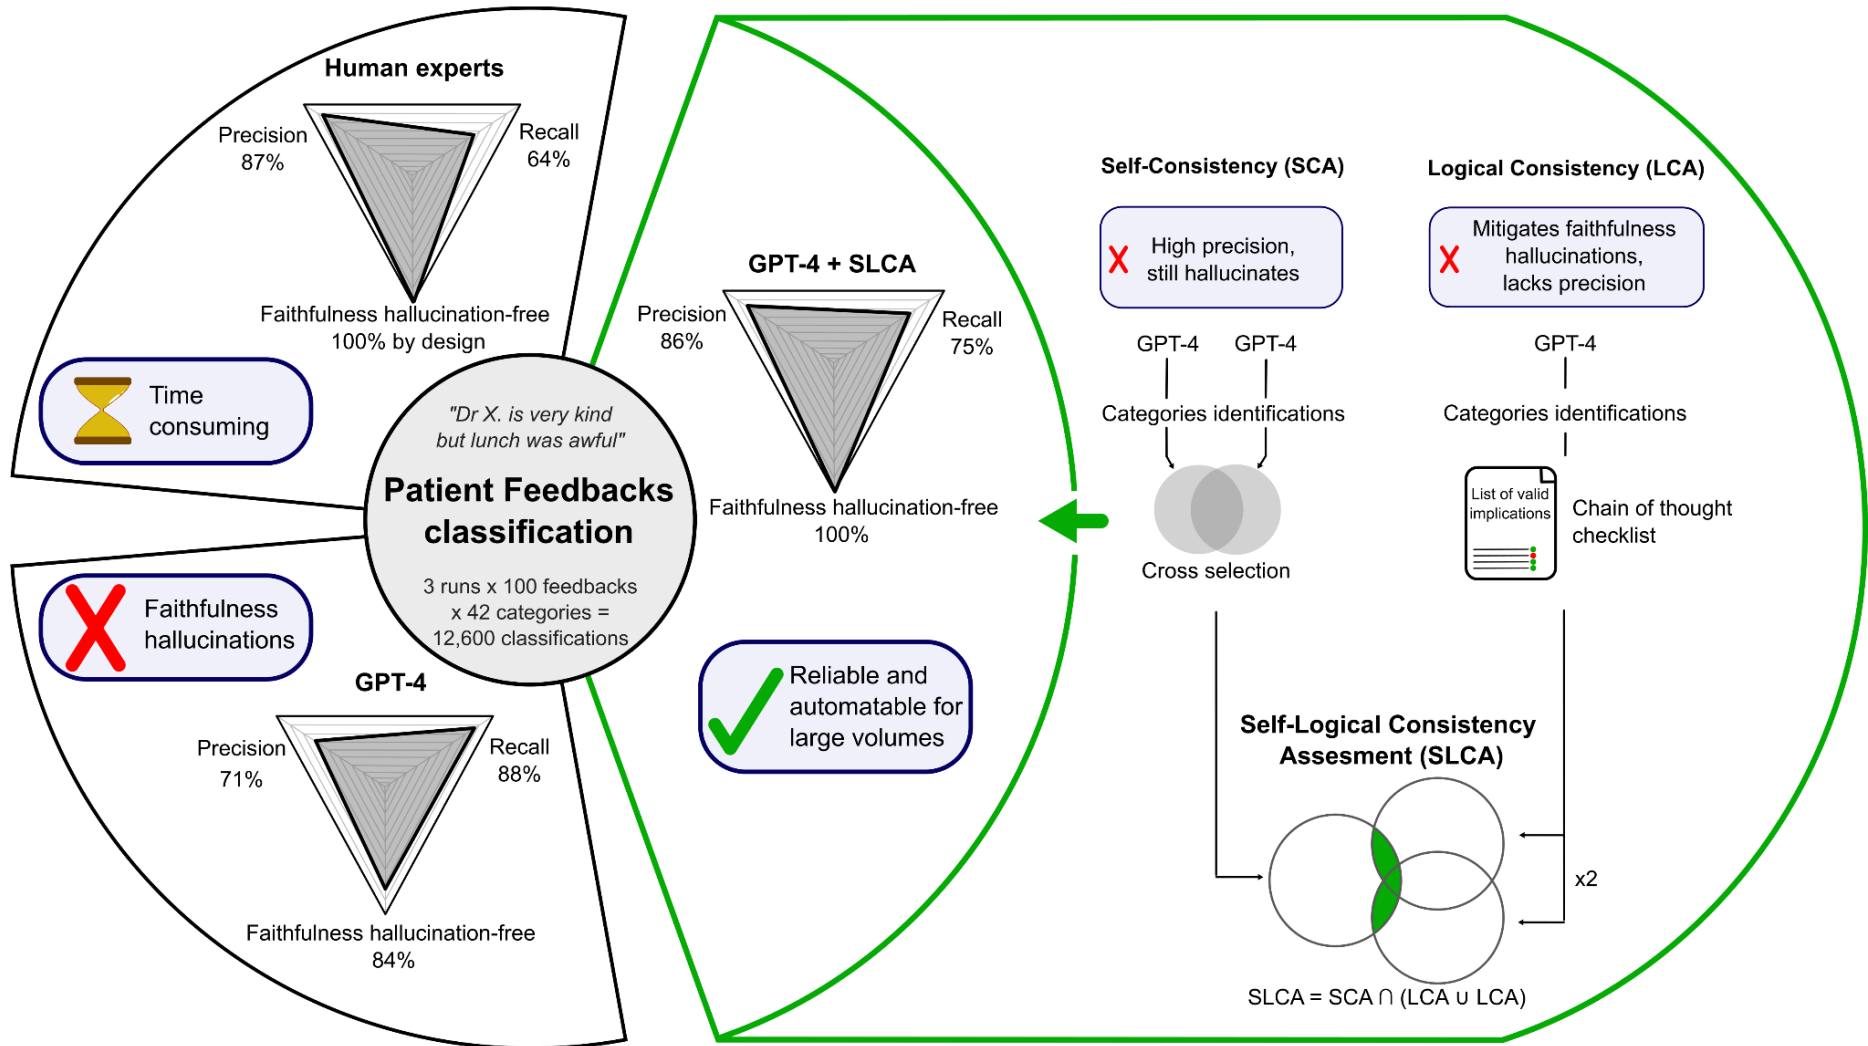 Human experts
Precision
87%
Recall
64%
Faithfulness hallucination-free
100% by design
Time
consuming
"Dr X. is very kind
but lunch was awful"
Patient Feedbacks
classification
3 runs x 100 feedbacks
x 42 categories =
12,600 classifications
Faithfulness
hallucinations
GPT-4
Precision
71%
Recall
88%
Faithfulness hallucination-free
84%
GPT-4 + SLCA
Precision
86%
Recall
75%
Faithfulness hallucination-free
100%
Reliable and
automatable for
large volumes
Self-Consistency (SCA)
X High precision,
still hallucinates
GPT-4 GPT-4
Categories identifications
Cross selection
Logical Consistency (LCA)
X Mitigates faithfulness
hallucinations,
lacks precision
GPT-4
Categories identifications
List of valid
implications
Chain of thought
checklist
Self-Logical Consistency
Assesment (SLCA)
x2
SLCA = SCA ∩ (LCA ∪ LCA)